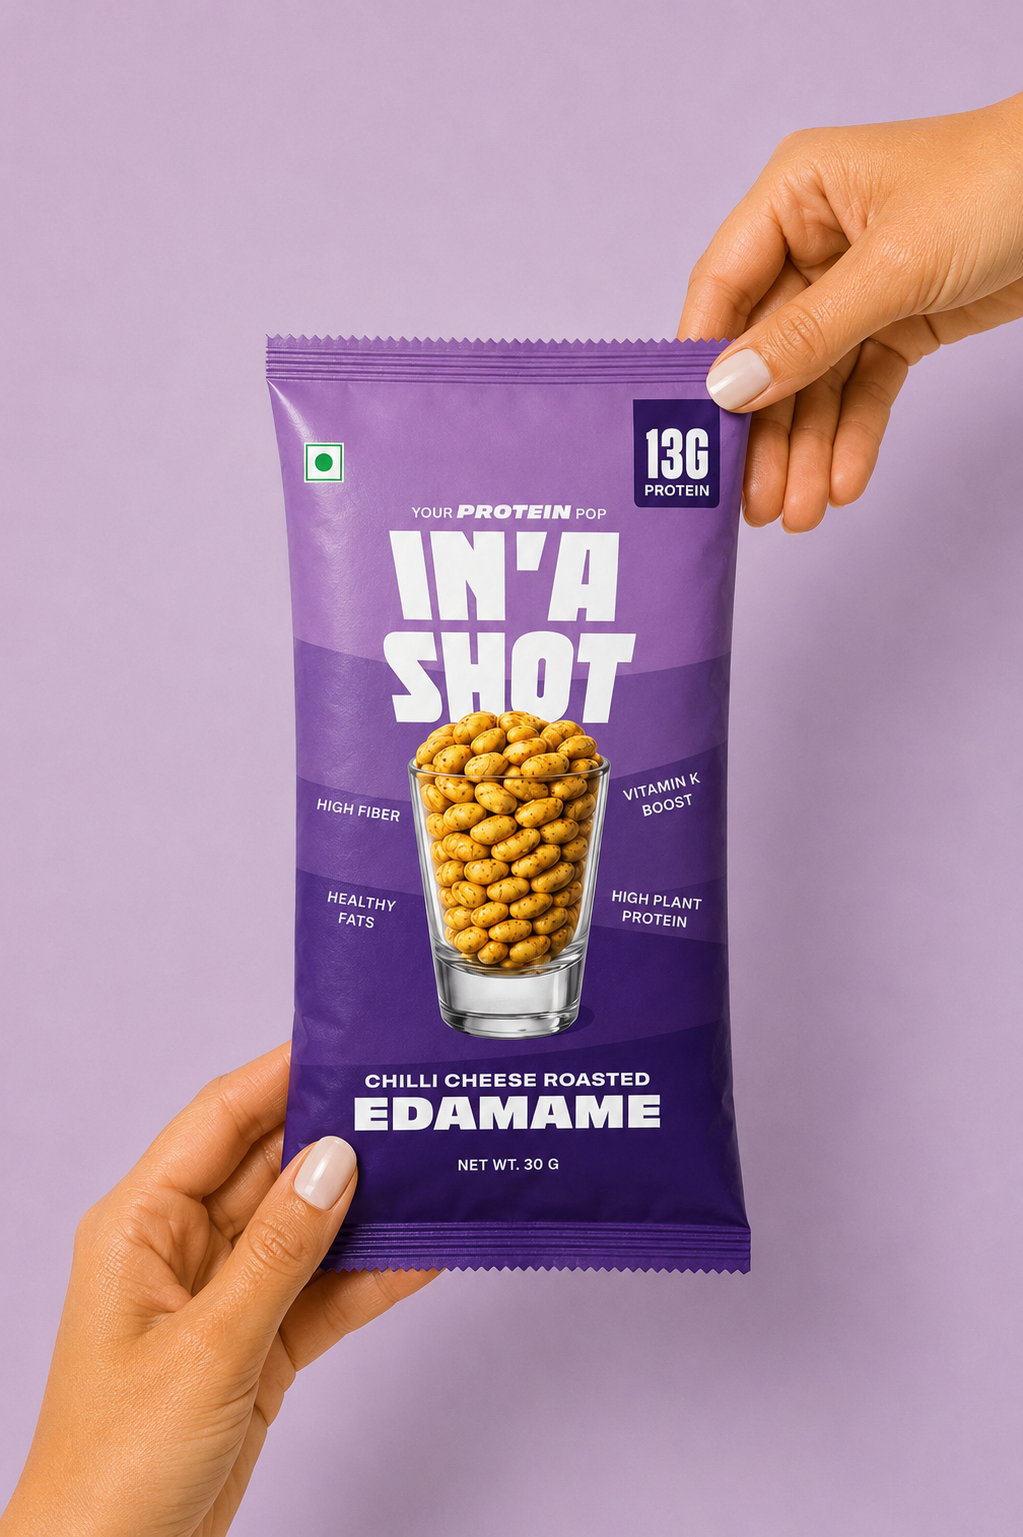 13G
PROTEIN
YOUR PROTEIN POP
IN'A
SHOT
HIGH FIBER
VITAMIN K
BOOST
HEALTHY
FATS
HIGH PLANT
PROTEIN
CHILLI CHEESE ROASTED
EDAMAME
NET WT. 30 G